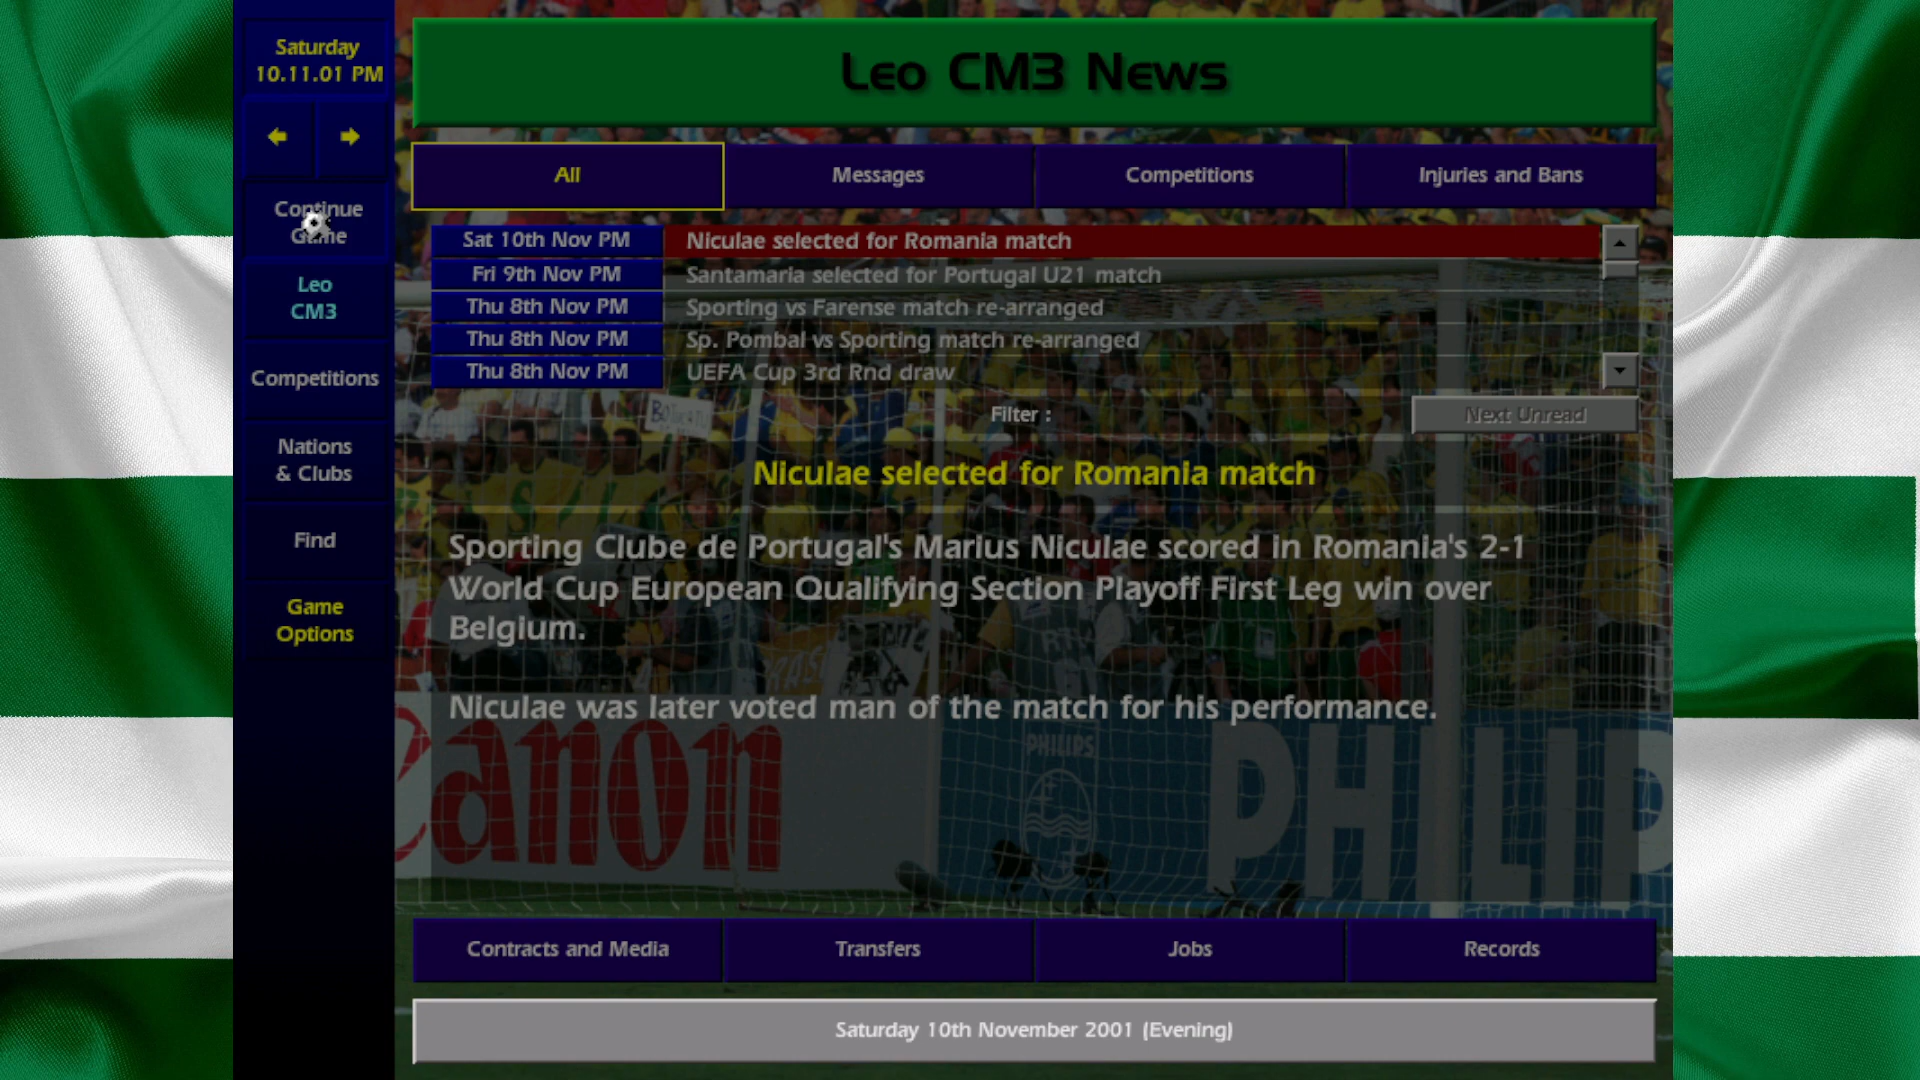 Saturday
10.11.01 PM
Continue
Game
Leo
CM3
Competitions
Nations
& Clubs
Find
Game
Options
Leo CM3 News
All
Messages
Competitions
Injuries and Bans
Sat 10th Nov PM Niculae selected for Romania match
Fri 9th Nov PM Santamaria selected for Portugal U21 match
Thu 8th Nov PM Sporting vs Farense match re-arranged
Thu 8th Nov PM Sp. Pombal vs Sporting match re-arranged
Thu 8th Nov PM UEFA Cup 3rd Rnd draw
Filter :
Next Unread
Niculae selected for Romania match
Sporting Clube de Portugal's Marius Niculae scored in Romania's 2-1
World Cup European Qualifying Section Playoff First Leg win over
Belgium.
Niculae was later voted man of the match for his performance.
Canon
PHILIPS
PHILIP
Contracts and Media
Transfers
Jobs
Records
Saturday 10th November 2001 (Evening)